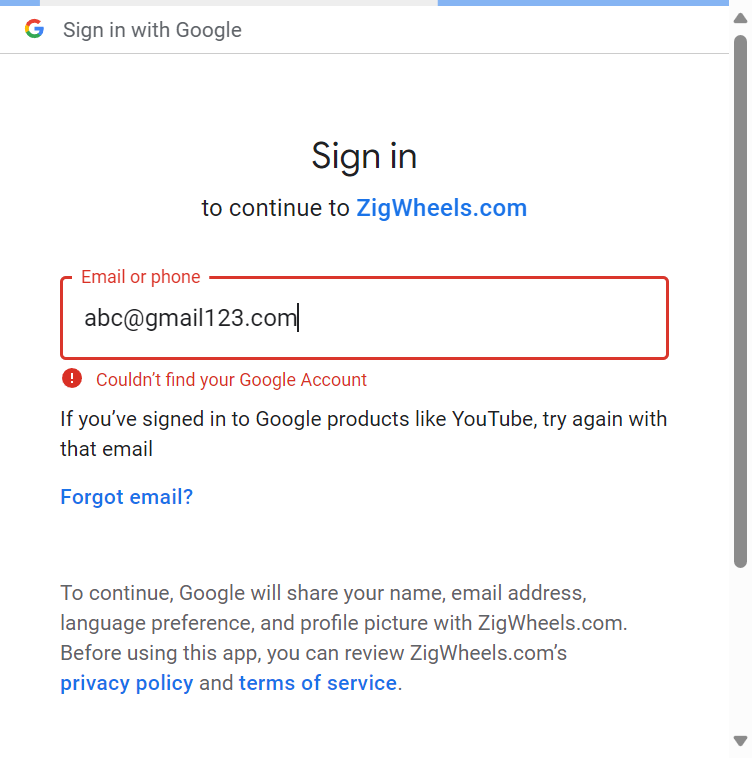 Sign in with Google
Sign in
to continue to ZigWheels.com
Email or phone
abc@gmail123.com
Couldn't find your Google Account
If you've signed in to Google products like YouTube, try again with
that email
Forgot email?
To continue, Google will share your name, email address,
language preference, and profile picture with ZigWheels.com.
Before using this app, you can review ZigWheels.com's
privacy policy and terms of service.